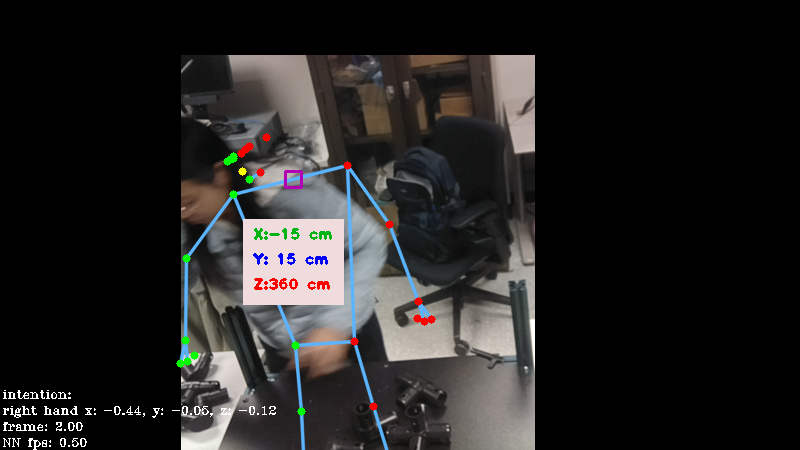 X:-15 cm
Y: 15 cm
Z:360 cm
intention:
right hand x: -0.44, y: -0.05, z: -0.12
frame: 2.00
NN fps: 0.50